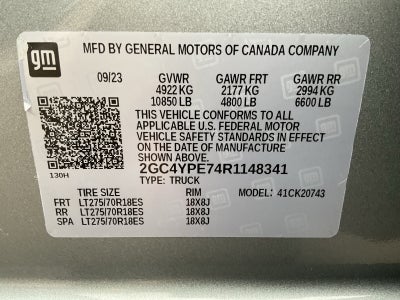 gm
MFD BY GENERAL MOTORS OF CANADA COMPANY
09/23 GVWR GAWR FRT GAWR RR
4922 KG 2177 KG 2994 KG
10850 LB 4800 LB 6600 LB
THIS VEHICLE CONFORMS TO ALL
APPLICABLE U.S. FEDERAL MOTOR
VEHICLE SAFETY STANDARDS IN EFFECT
ON THE DATE OF MANUFACTURE
SHOWN ABOVE.
2GC4YPE74R1148341
130H TYPE: TRUCK
TIRE SIZE RIM MODEL: 41CK20743
FRT LT275/70R18ES 18X8J
RR LT275/70R18ES 18X8J
SPA LT275/70R18ES 18X8J